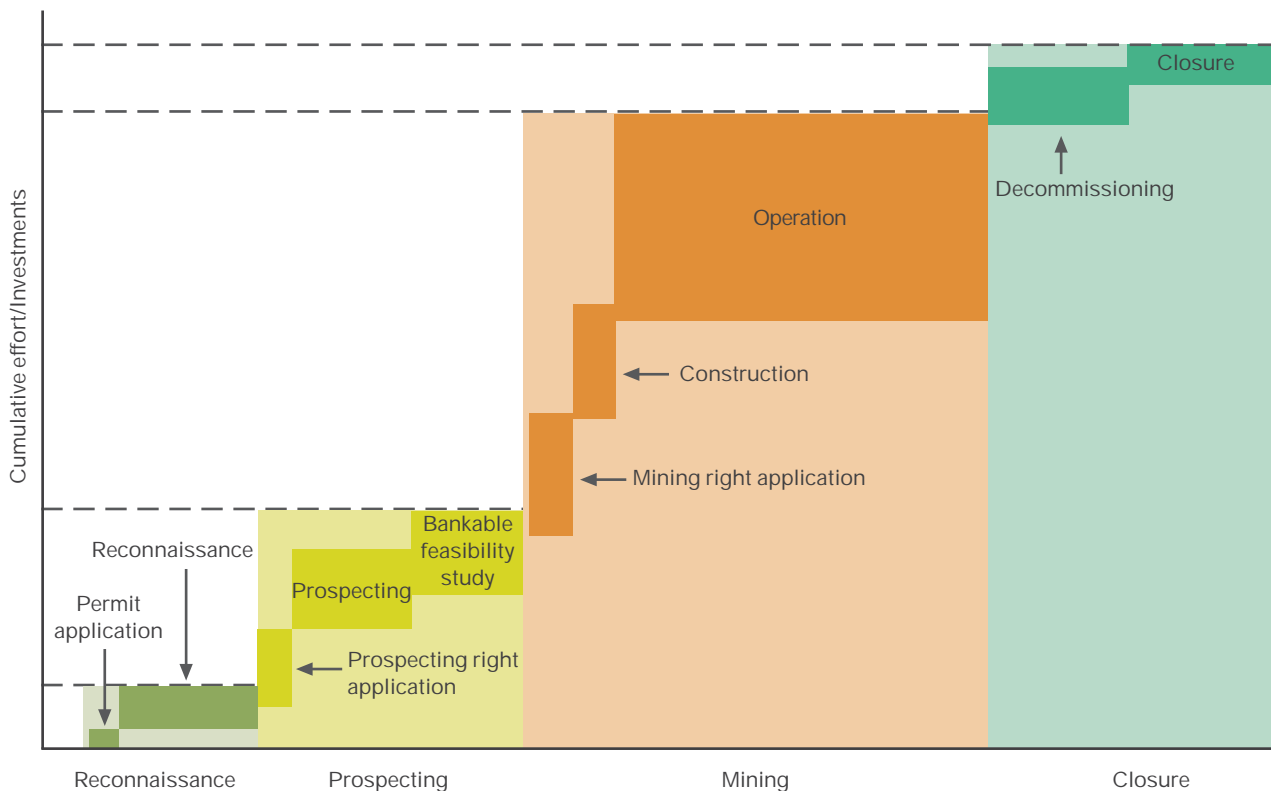 Cumulative effort/Investments
Closure
Decommissioning
Operation
Construction
Mining right application
Bankable
feasibility
study
Reconnaissance
Prospecting
Permit
application
Prospecting right
application
Reconnaissance
Prospecting
Mining
Closure